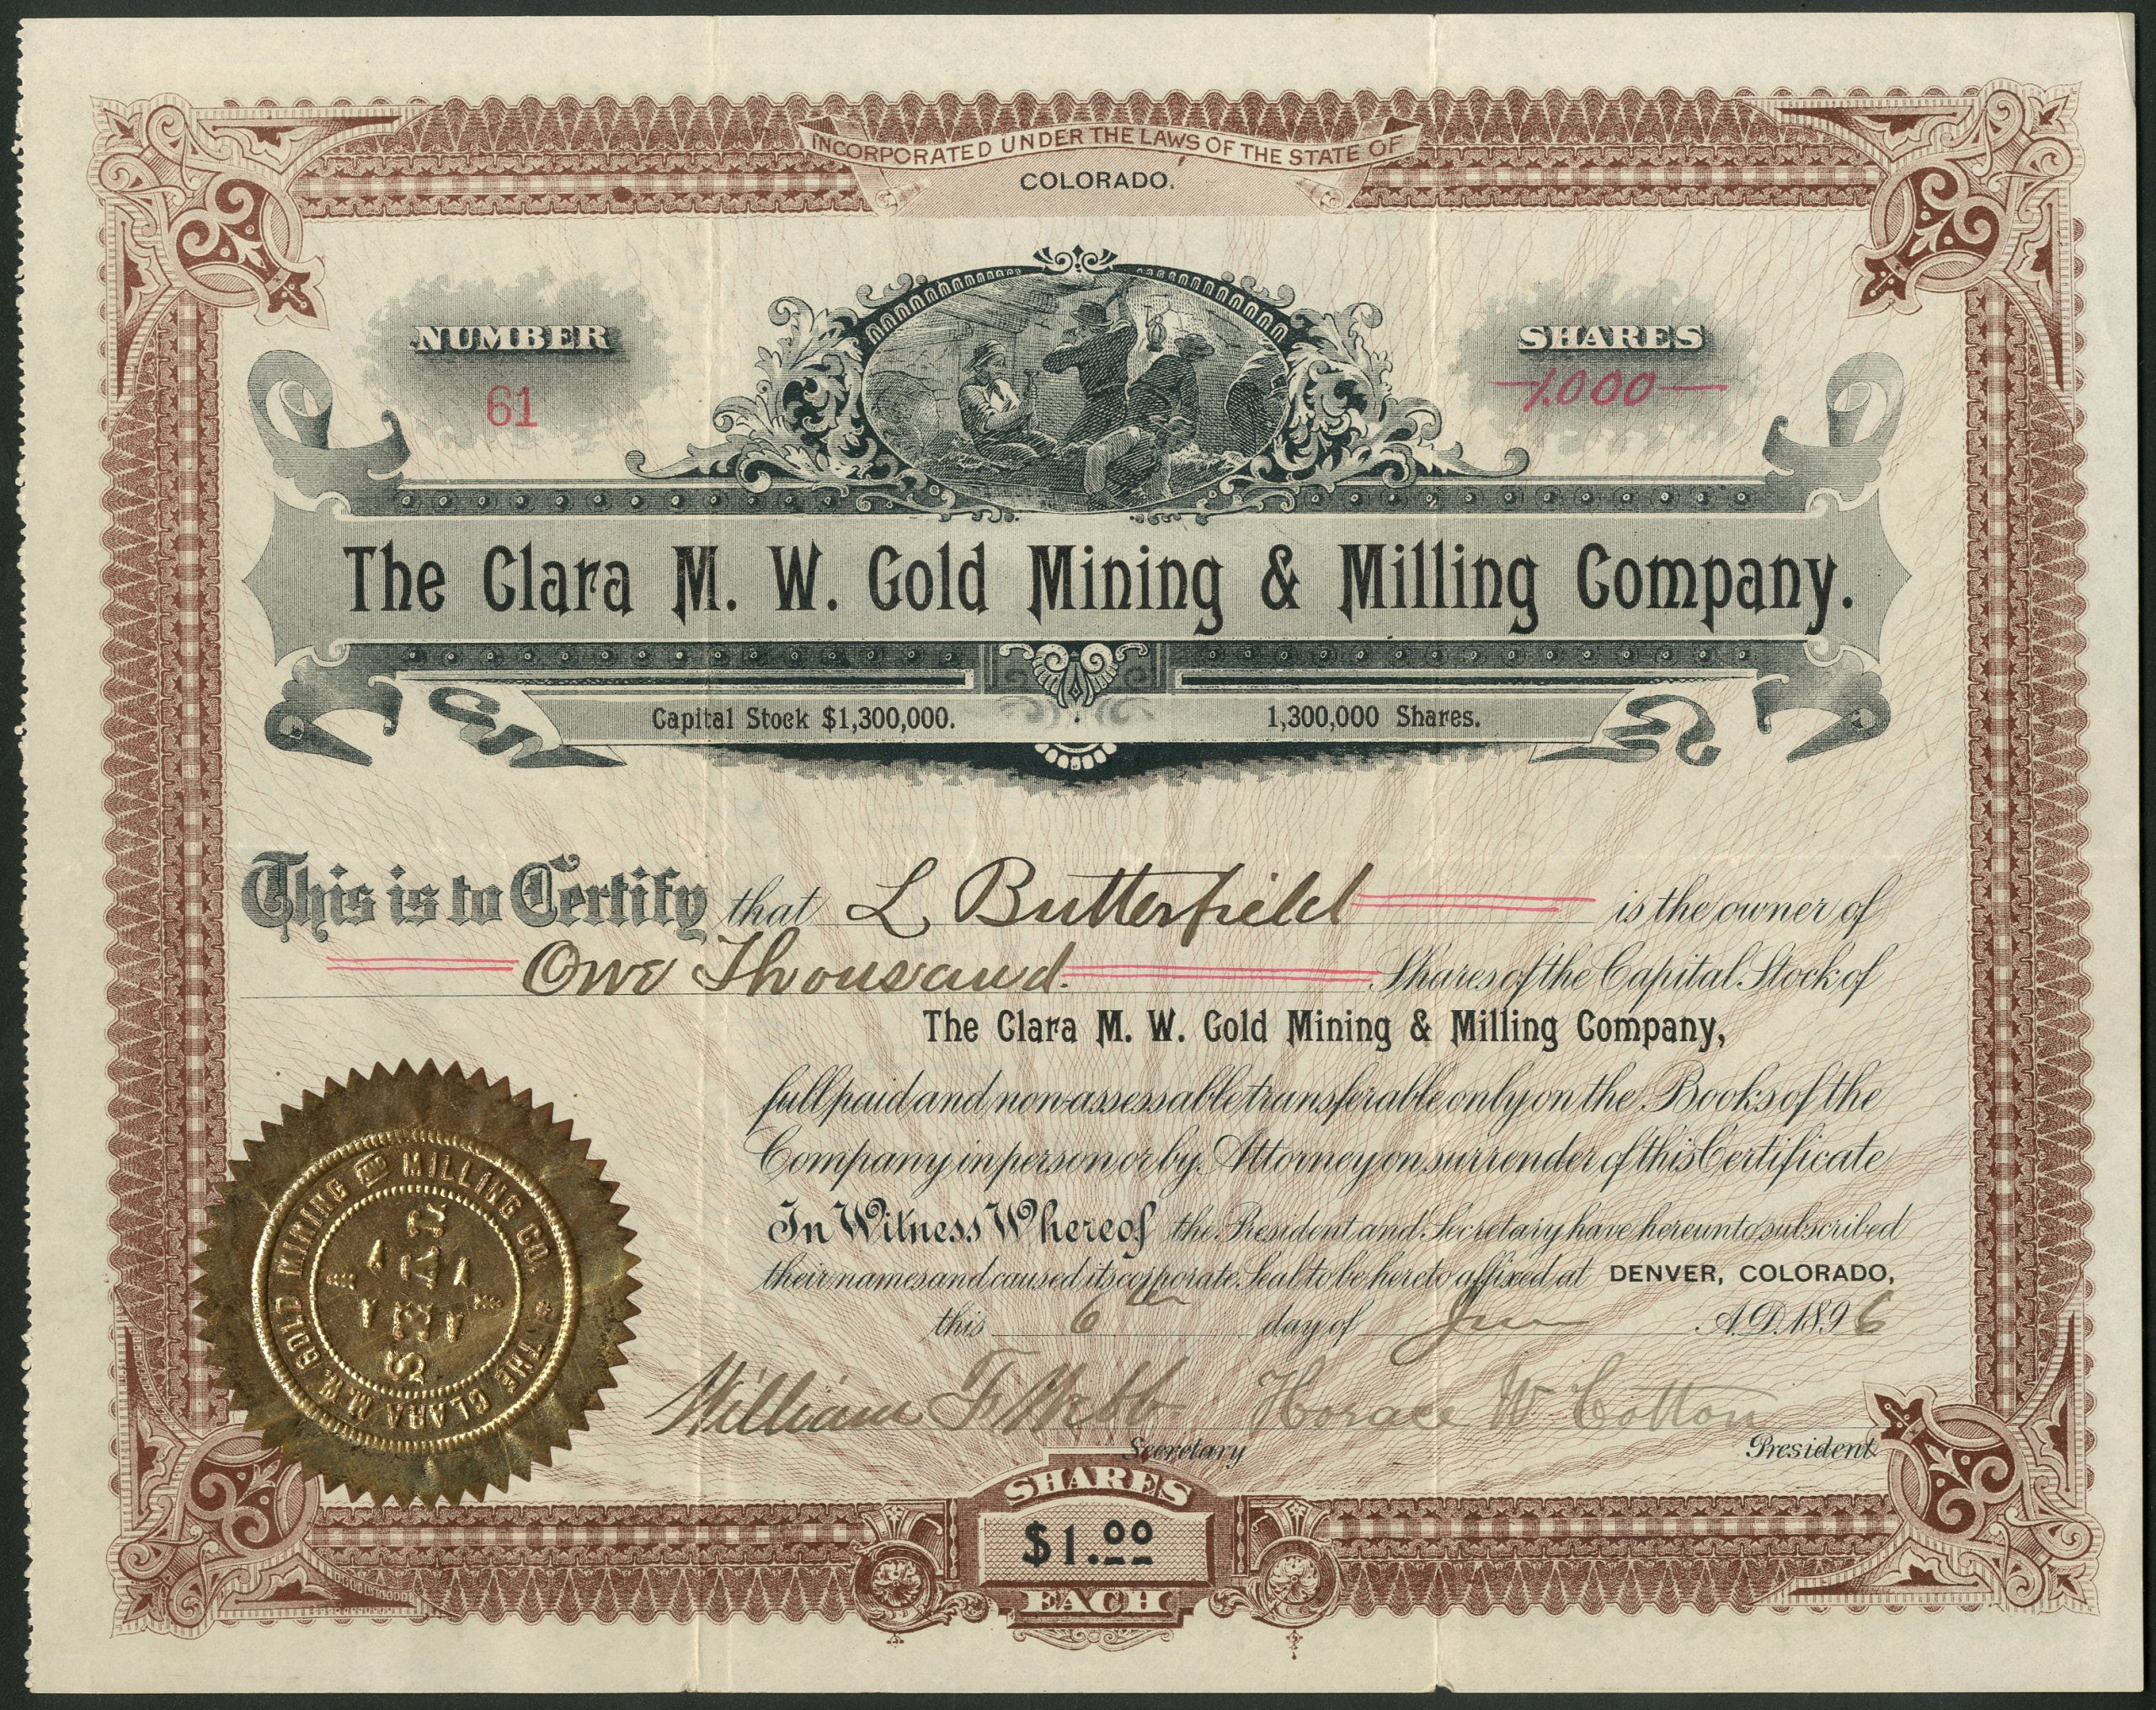 INCORPORATED UNDER THE LAWS OF THE STATE OF
COLORADO.
NUMBER
61
SHARES
1.000
The Clara M. W. Gold Mining & Milling Company.
Capital Stock $1,300,000. 1,300,000 Shares.
This is to Certify that L Butterfield is the owner of
One Thousand. Shares of the Capital Stock of
The Clara M. W. Gold Mining & Milling Company,
full paid and non-assessable transferable only on the Books of the
Company in person or by Attorney on surrender of this Certificate
In Witness Whereof the President and Secretary have hereunto subscribed
their names and caused its corporate Seal to be hereto affixed at DENVER, COLORADO,
this 6th day of June A.D. 1896
William F. Webb. Horace W Cotton
Secretary President
THE CLARA M.W. GOLD MINING AND MILLING CO.
SEAL
SHARES
$1.00
EACH